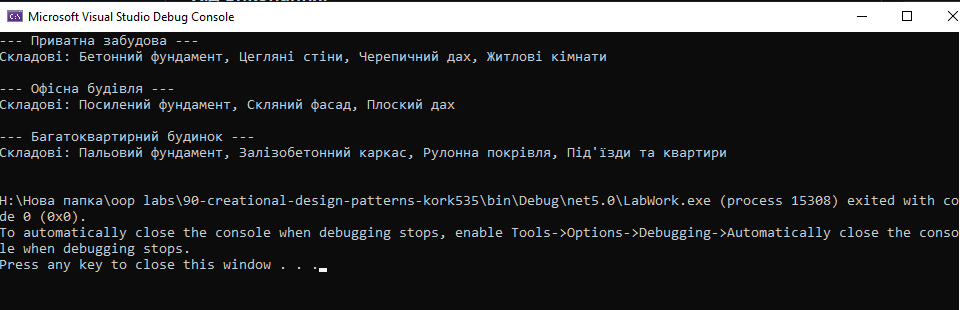 Microsoft Visual Studio Debug Console
--- Приватна забудова ---
Складові: Бетонний фундамент, Цегляні стіни, Черепичний дах, Житлові кімнати
--- Офісна будівля ---
Складові: Посилений фундамент, Скляний фасад, Плоский дах
--- Багатоквартирний будинок ---
Складові: Пальовий фундамент, Залізобетонний каркас, Рулонна покрівля, Під'їзди та квартири
H:\Нова папка\oop labs\90-creational-design-patterns-kork535\bin\Debug\net5.0\LabWork.exe (process 15308) exited with co
de 0 (0x0).
To automatically close the console when debugging stops, enable Tools->Options->Debugging->Automatically close the conso
le when debugging stops.
Press any key to close this window . . .